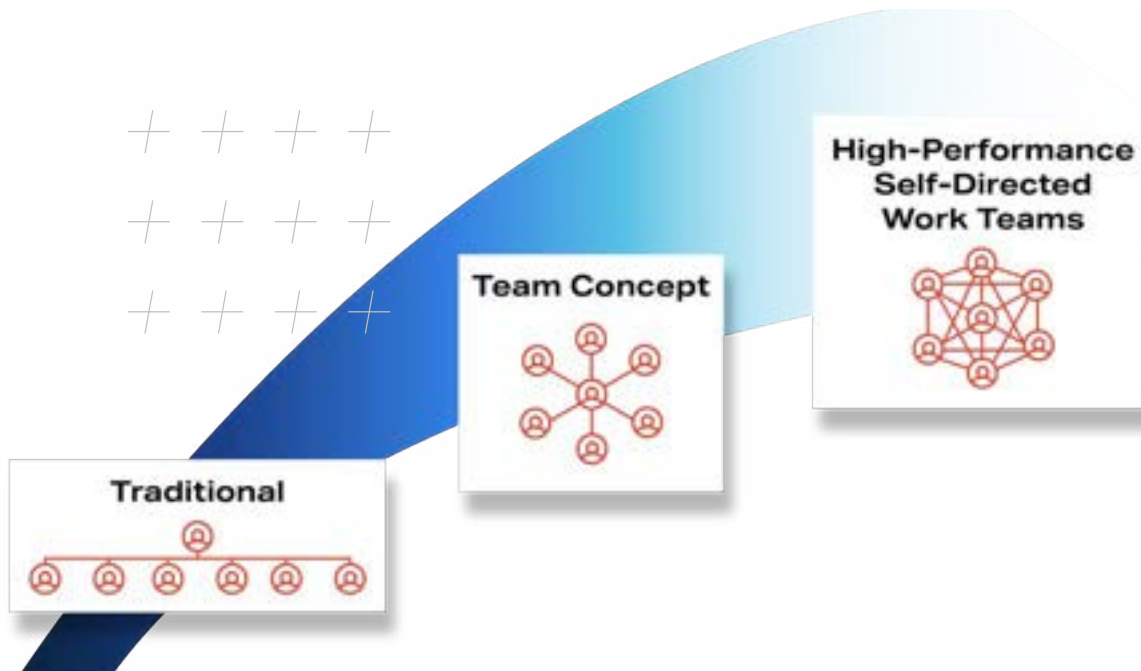 High-Performance
Self-Directed
Work Teams
Team Concept
Traditional